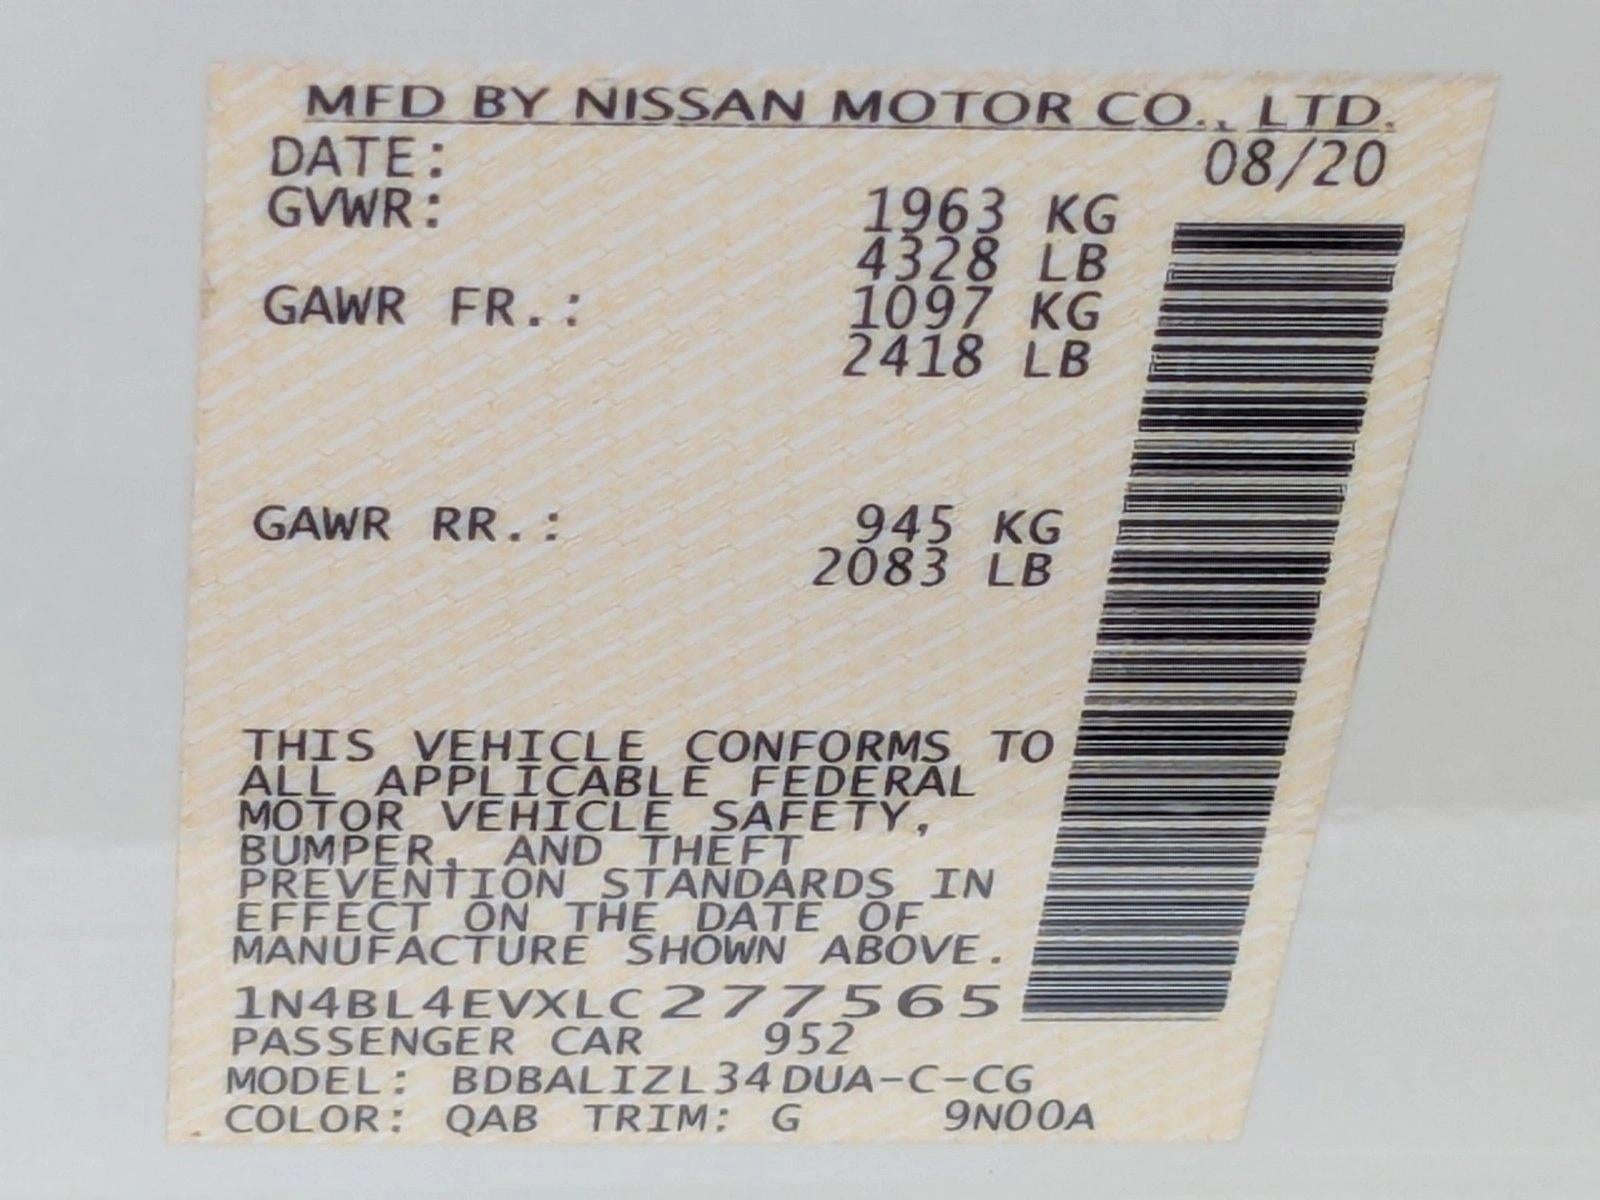 MFD BY NISSAN MOTOR CO., LTD.
DATE: 08/20
GVWR: 1963 KG
4328 LB
GAWR FR.: 1097 KG
2418 LB
GAWR RR.: 945 KG
2083 LB
THIS VEHICLE CONFORMS TO
ALL APPLICABLE FEDERAL
MOTOR VEHICLE SAFETY,
BUMPER, AND THEFT
PREVENTION STANDARDS IN
EFFECT ON THE DATE OF
MANUFACTURE SHOWN ABOVE.
1N4BL4EVXLC277565
PASSENGER CAR 952
MODEL: BDBALIZL34DUA-C-CG
COLOR: QAB TRIM: G 9N00A